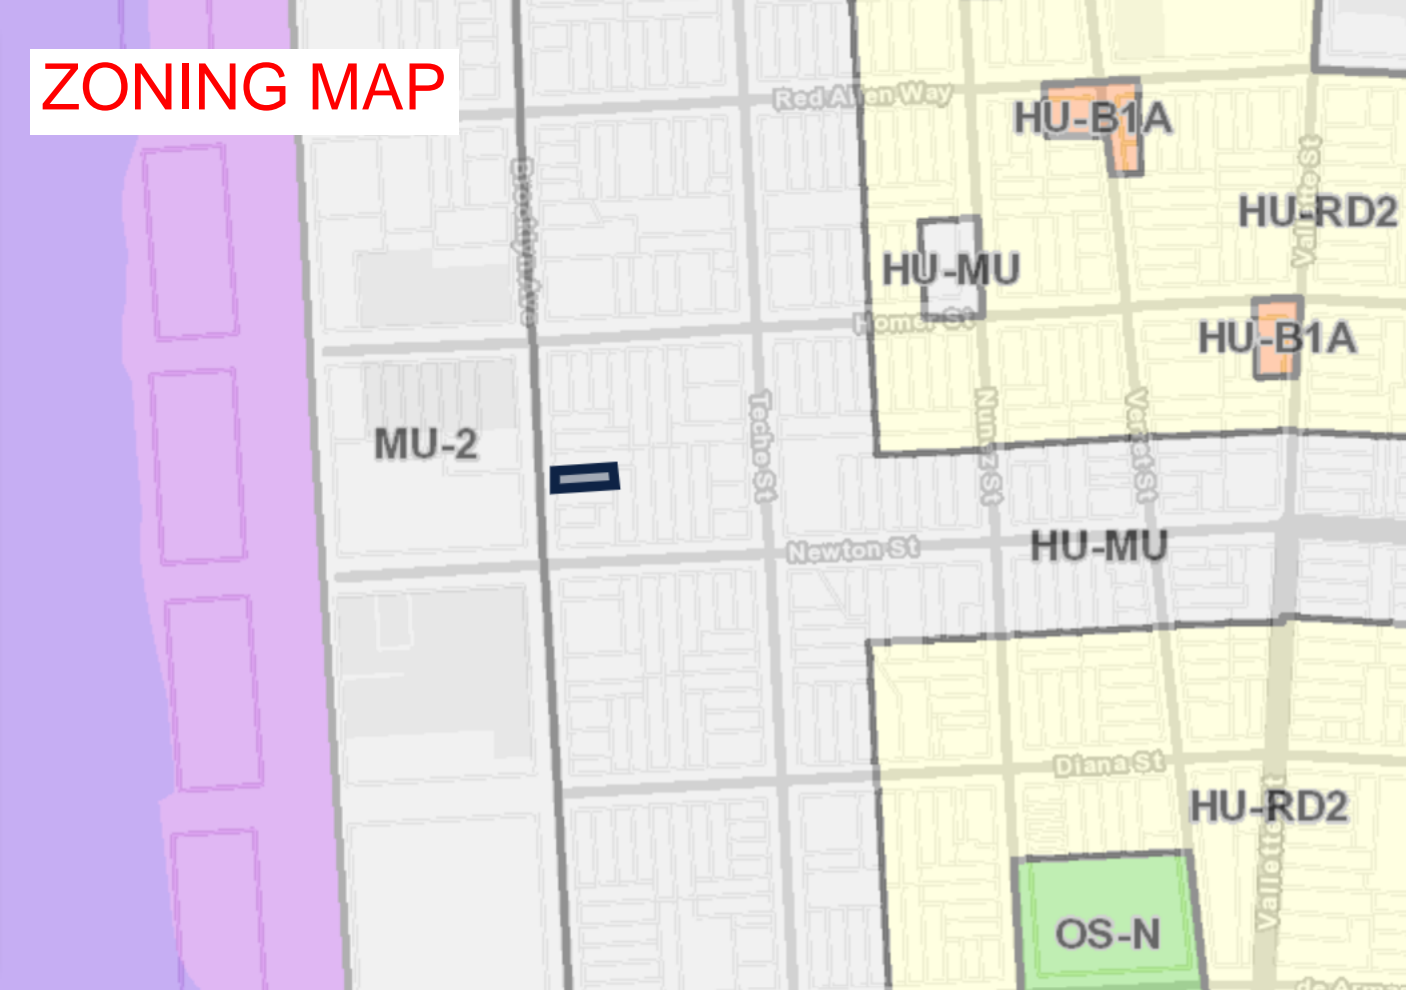 ZONING MAP
Red Allen Way
HU-B1A
Vallette St
HU-RD2
Brooklyn Ave
HU-MU
Homer St
HU-B1A
MU-2
Teche St
Nunez St
Verret St
Newton St
HU-MU
Diana St
HU-RD2
Vallette St
OS-N
de Armas